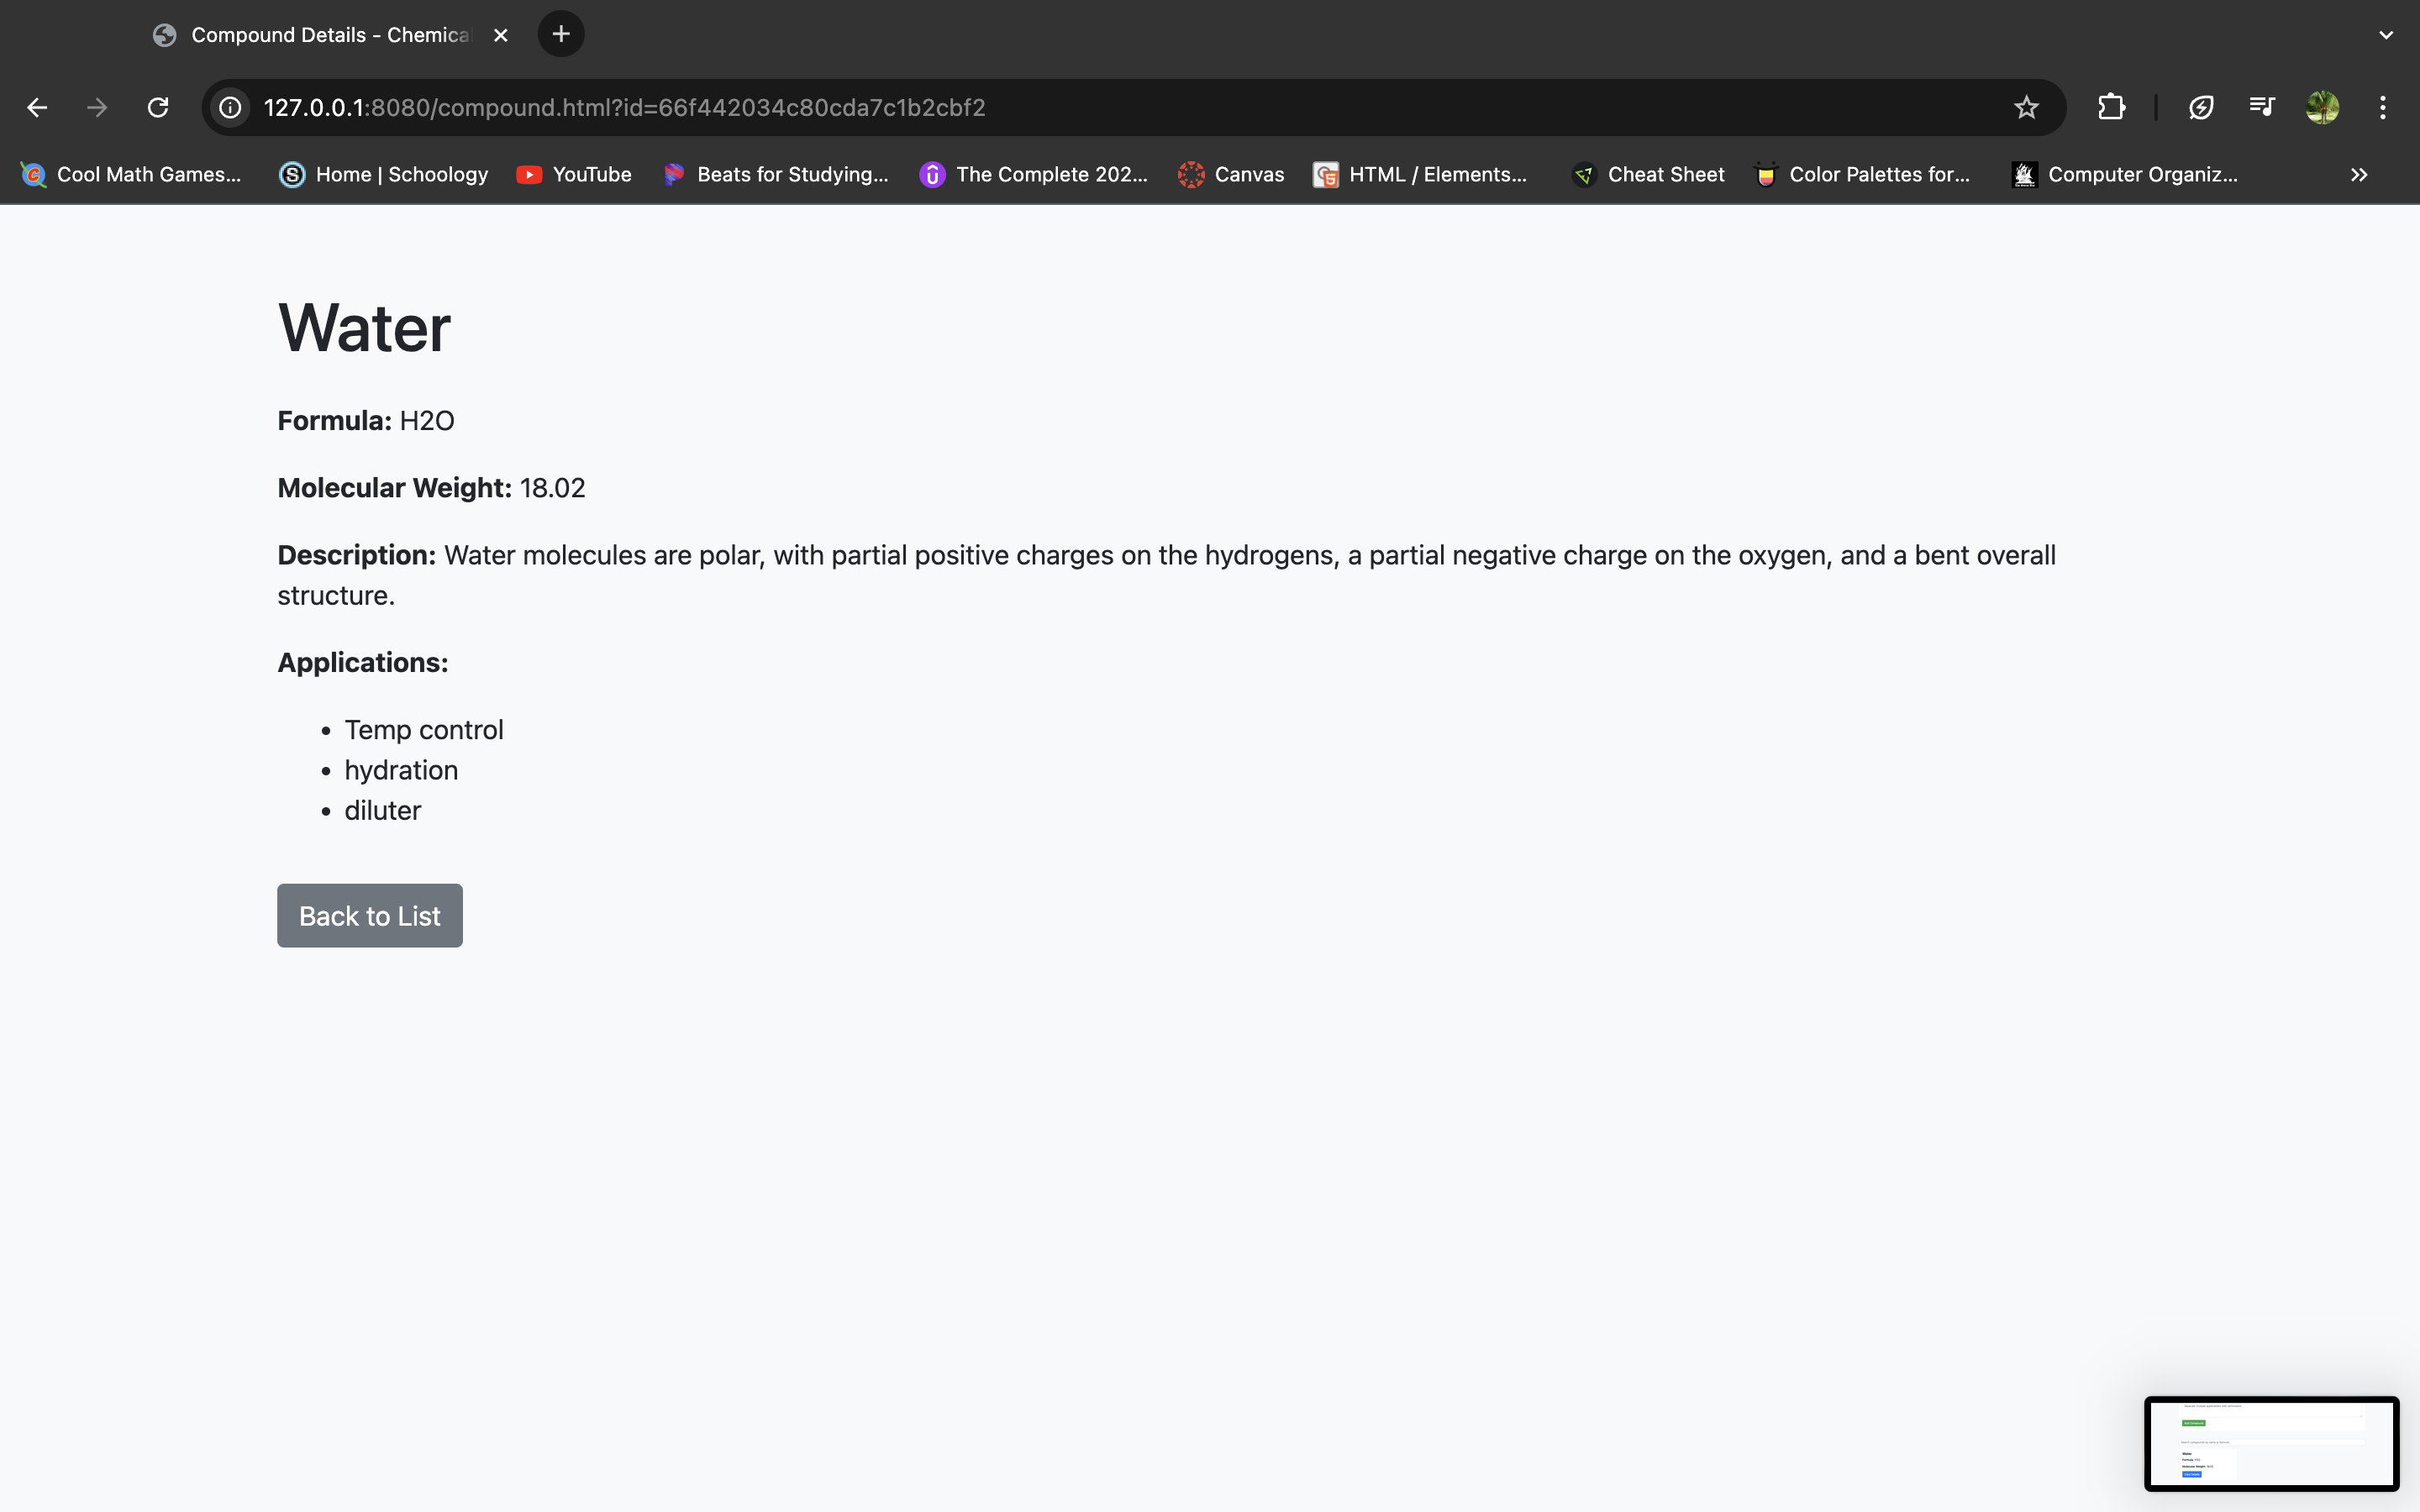 Compound Details - Chemica
127.0.0.1:8080/compound.html?id=66f442034c80cda7c1b2cbf2
Cool Math Games... Home | Schoology YouTube Beats for Studying... The Complete 202... Canvas HTML / Elements... Cheat Sheet Color Palettes for... Computer Organiz...
Water
Formula: H2O
Molecular Weight: 18.02
Description: Water molecules are polar, with partial positive charges on the hydrogens, a partial negative charge on the oxygen, and a bent overall
structure.
Applications:
• Temp control
• hydration
• diluter
Back to List
Water